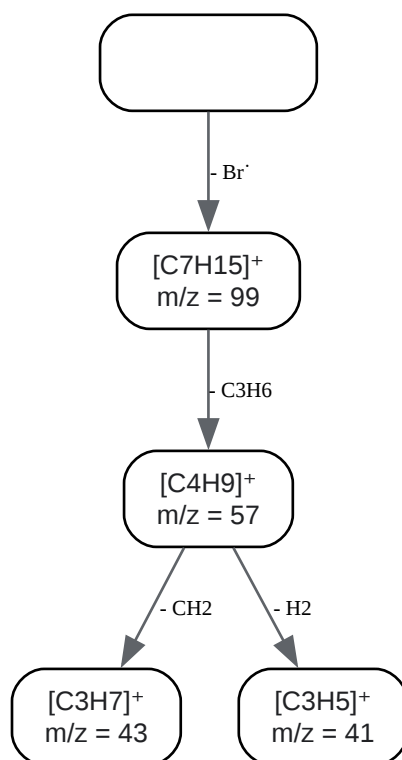 - Br˙
[C7H15]⁺
m/z = 99
- C3H6
[C4H9]⁺
m/z = 57
- CH2
- H2
[C3H7]⁺
m/z = 43
[C3H5]⁺
m/z = 41